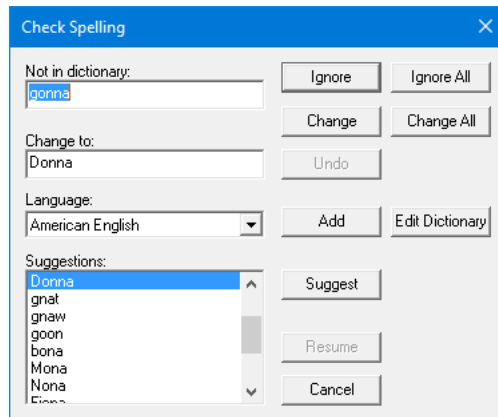 Check Spelling
Not in dictionary:
gonna
Ignore
Ignore All
Change
Change All
Change to:
Donna
Undo
Language:
American English
Add
Edit Dictionary
Suggestions:
Donna
gnat
gnaw
goon
bona
Mona
Nona
Fiona
Suggest
Resume
Cancel